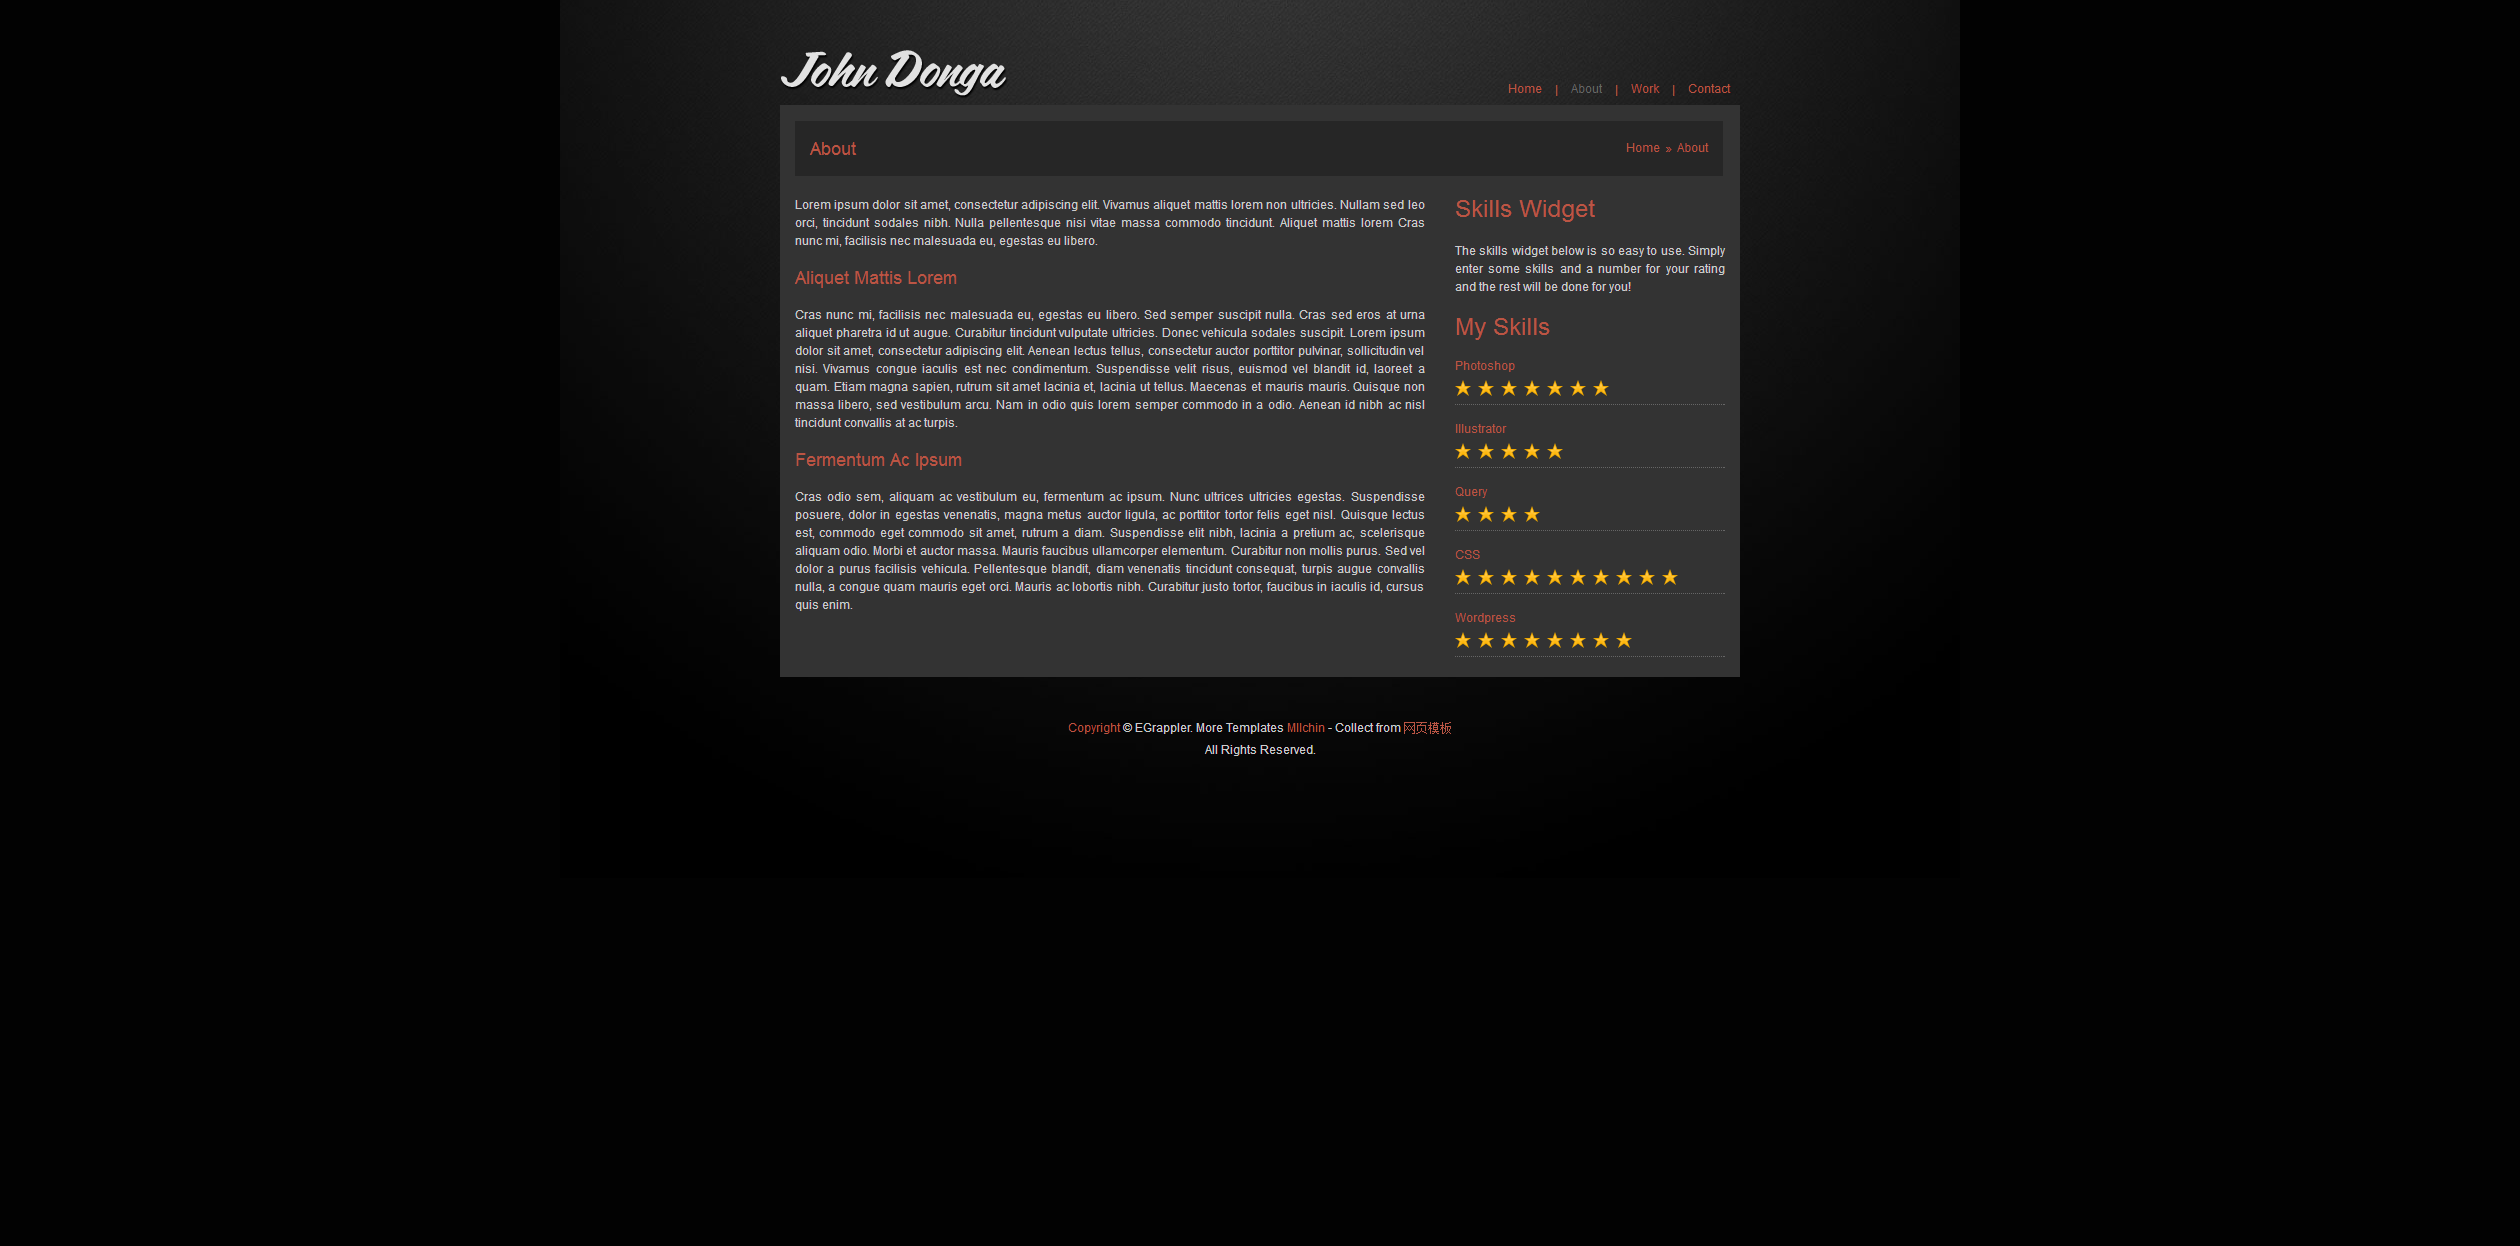 John Donga
Home | About | Work | Contact
About
Home » About
Lorem ipsum dolor sit amet, consectetur adipiscing elit. Vivamus aliquet mattis lorem non ultricies. Nullam sed leo
orci, tincidunt sodales nibh. Nulla pellentesque nisi vitae massa commodo tincidunt. Aliquet mattis lorem Cras
nunc mi, facilisis nec malesuada eu, egestas eu libero.
Aliquet Mattis Lorem
Cras nunc mi, facilisis nec malesuada eu, egestas eu libero. Sed semper suscipit nulla. Cras sed eros at urna
aliquet pharetra id ut augue. Curabitur tincidunt vulputate ultricies. Donec vehicula sodales suscipit. Lorem ipsum
dolor sit amet, consectetur adipiscing elit. Aenean lectus tellus, consectetur auctor porttitor pulvinar, sollicitudin vel
nisi. Vivamus congue iaculis est nec condimentum. Suspendisse velit risus, euismod vel blandit id, laoreet a
quam. Etiam magna sapien, rutrum sit amet lacinia et, lacinia ut tellus. Maecenas et mauris mauris. Quisque non
massa libero, sed vestibulum arcu. Nam in odio quis lorem semper commodo in a odio. Aenean id nibh ac nisl
tincidunt convallis at ac turpis.
Fermentum Ac Ipsum
Cras odio sem, aliquam ac vestibulum eu, fermentum ac ipsum. Nunc ultrices ultricies egestas. Suspendisse
posuere, dolor in egestas venenatis, magna metus auctor ligula, ac porttitor tortor felis eget nisl. Quisque lectus
est, commodo eget commodo sit amet, rutrum a diam. Suspendisse elit nibh, lacinia a pretium ac, scelerisque
aliquam odio. Morbi et auctor massa. Mauris faucibus ullamcorper elementum. Curabitur non mollis purus. Sed vel
dolor a purus facilisis vehicula. Pellentesque blandit, diam venenatis tincidunt consequat, turpis augue convallis
nulla, a congue quam mauris eget orci. Mauris ac lobortis nibh. Curabitur justo tortor, faucibus in iaculis id, cursus
quis enim.
Skills Widget
The skills widget below is so easy to use. Simply
enter some skills and a number for your rating
and the rest will be done for you!
My Skills
Photoshop
Illustrator
Query
CSS
Wordpress
Copyright © EGrappler. More Templates MIlchin - Collect from 网页模板
All Rights Reserved.